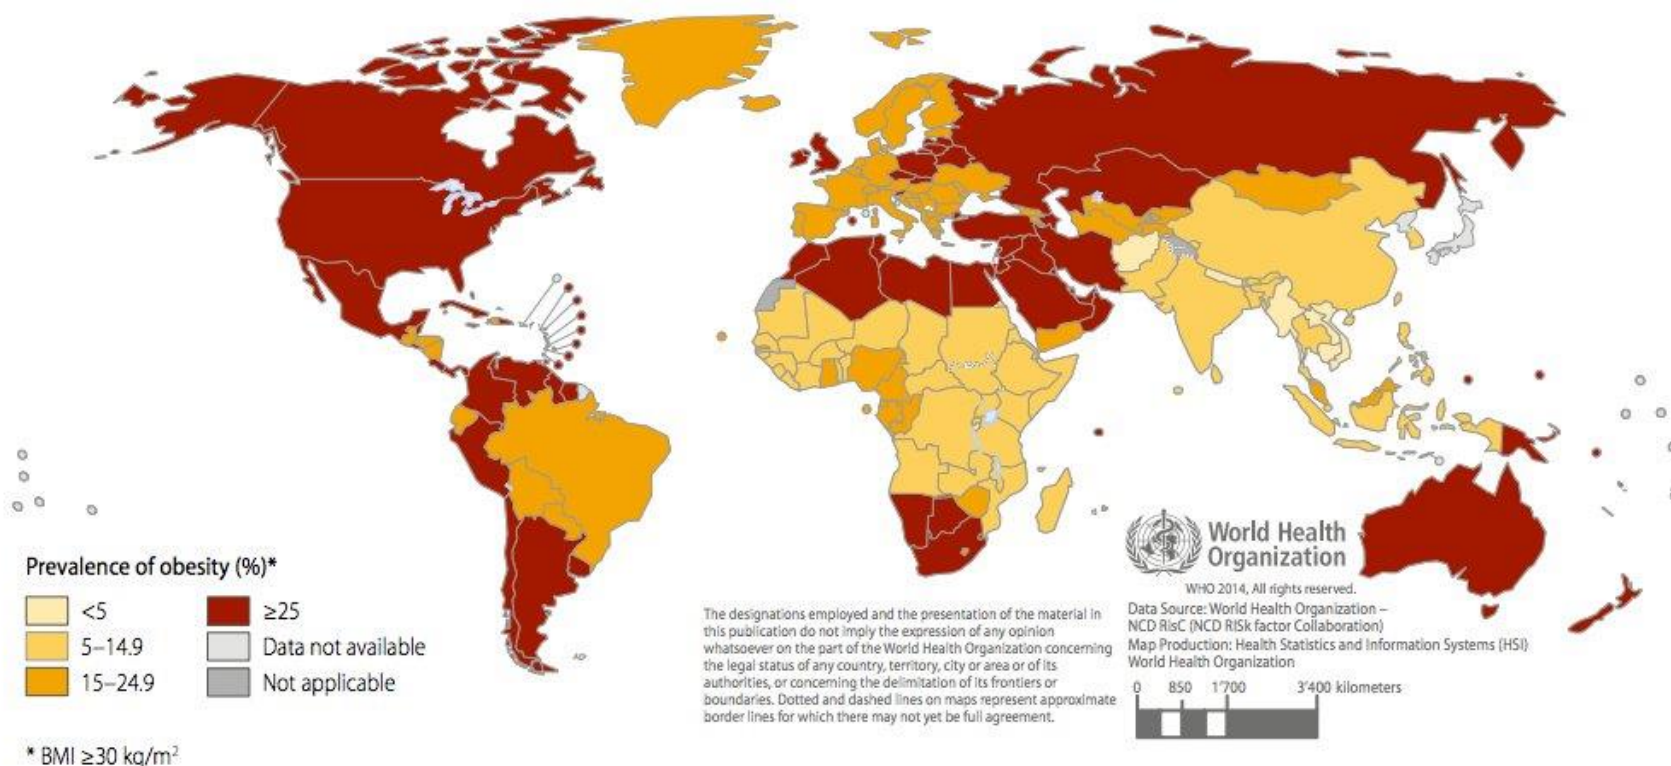 Prevalence of obesity (%)*
<5
5–14.9
15–24.9
≥25
Data not available
Not applicable
* BMI ≥30 kg/m²
The designations employed and the presentation of the material in
this publication do not imply the expression of any opinion
whatsoever on the part of the World Health Organization concerning
the legal status of any country, territory, city or area or of its
authorities, or concerning the delimitation of its frontiers or
boundaries. Dotted and dashed lines on maps represent approximate
border lines for which there may not yet be full agreement.
World Health
Organization
WHO 2014, All rights reserved.
Data Source: World Health Organization –
NCD RisC (NCD RISk factor Collaboration)
Map Production: Health Statistics and Information Systems (HSI)
World Health Organization
0 850 1'700 3'400 kilometers